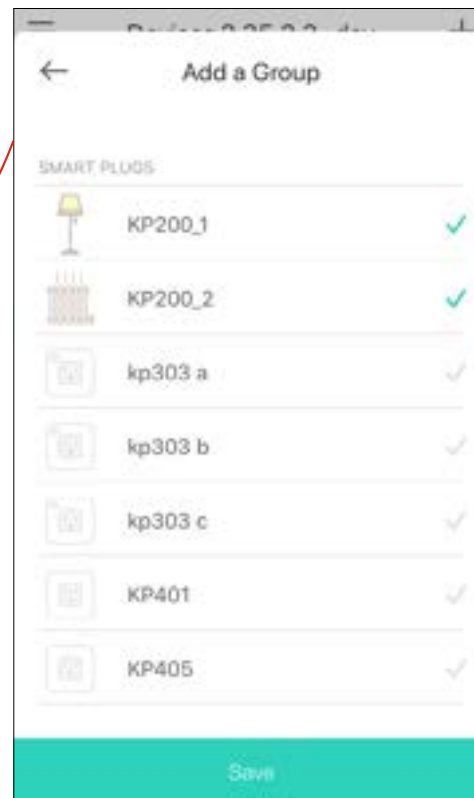 Add a Group
SMART PLUGS
KP200_1
KP200_2
kp303 a
kp303 b
kp303 c
KP401
KP405
Save